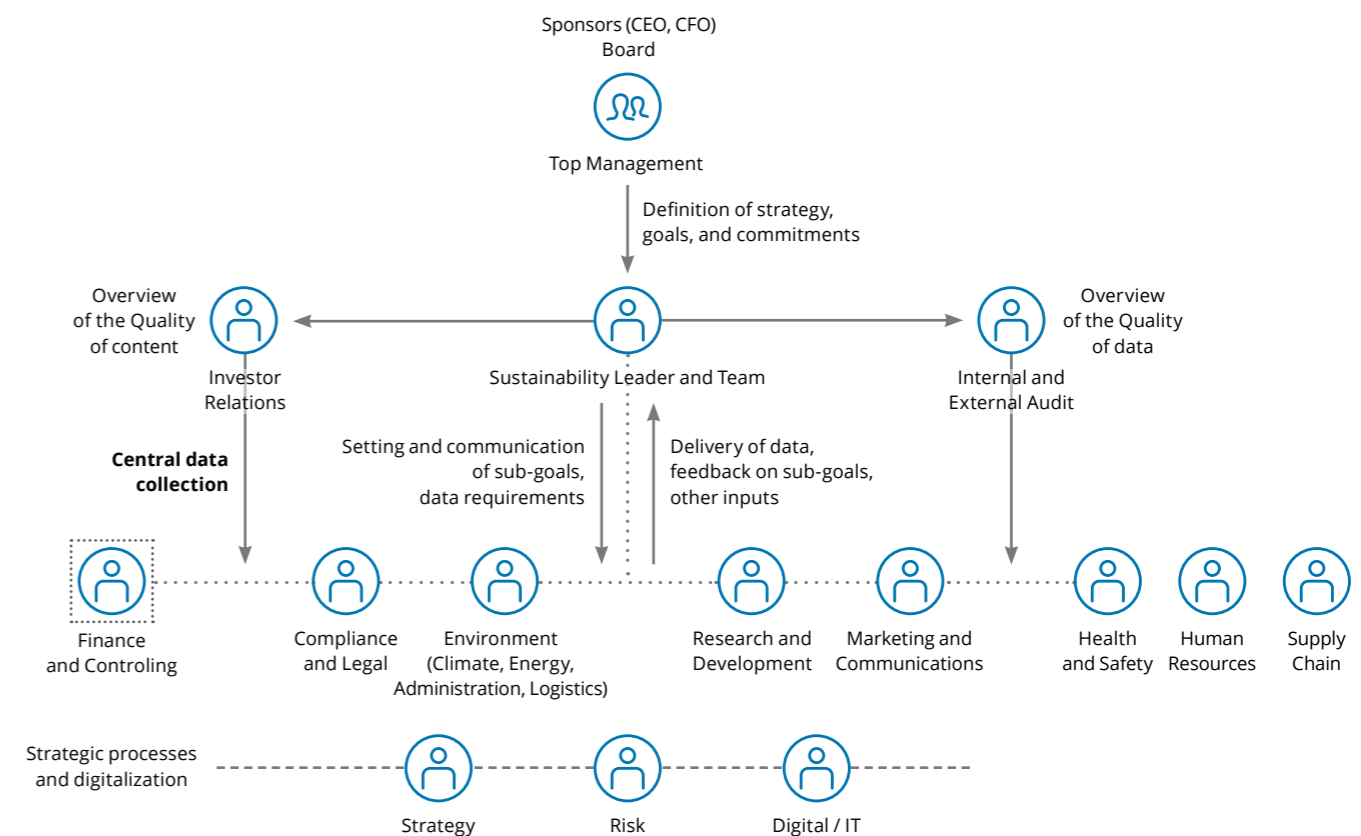 Sponsors (CEO, CFO)
Board
Top Management
Definition of strategy,
goals, and commitments
Overview
of the Quality
of content
Overview
of the Quality
of data
Investor
Relations
Sustainability Leader and Team
Internal and
External Audit
Central data
collection
Setting and communication
of sub-goals,
data requirements
Delivery of data,
feedback on sub-goals,
other inputs
Finance
and Controling
Compliance
and Legal
Environment
(Climate, Energy,
Administration, Logistics)
Research and
Development
Marketing and
Communications
Health
and Safety
Human
Resources
Supply
Chain
Strategic processes
and digitalization
Strategy
Risk
Digital / IT